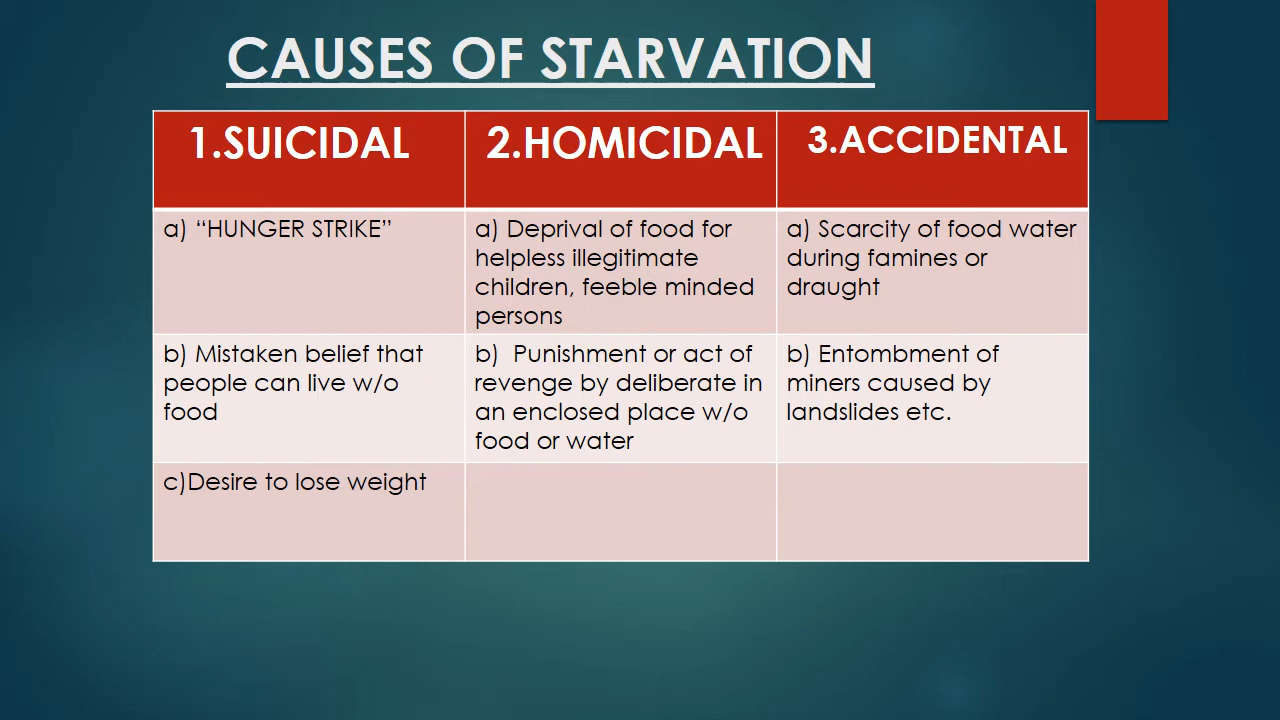 CAUSES OF STARVATION
1.SUICIDAL
2.HOMICIDAL
3.ACCIDENTAL
a) “HUNGER STRIKE”
a) Deprival of food for
helpless illegitimate
children, feeble minded
persons
a) Scarcity of food water
during famines or
draught
b) Mistaken belief that
people can live w/o
food
b)  Punishment or act of
revenge by deliberate in
an enclosed place w/o
food or water
b) Entombment of
miners caused by
landslides etc.
c)Desire to lose weight